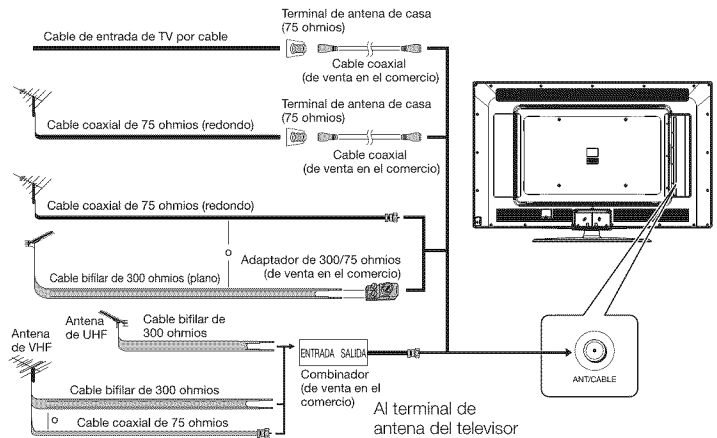 Terminal de antena de casa
(75 ohmios)
Cable de entrada de TV por cable
Cable coaxial
(de venta en el comercio)
Terminal de antena de casa
(75 ohmios)
Cable coaxial de 75 ohmios (redondo)
Cable coaxial
(de venta en el comercio)
Cable coaxial de 75 ohmios (redondo)
O
Adaptador de 300/75 ohmios
(de venta en el comercio)
Cable bifilar de 300 ohmios (plano)
Antena
de UHF
Cable bifilar de
300 ohmios
Antena
de VHF
ENTRADA SALIDA
Combinador
(de venta en el
comercio)
Cable bifilar de 300 ohmios
O
Cable coaxial de 75 ohmios
Al terminal de
antena del televisor
ANT/CABLE